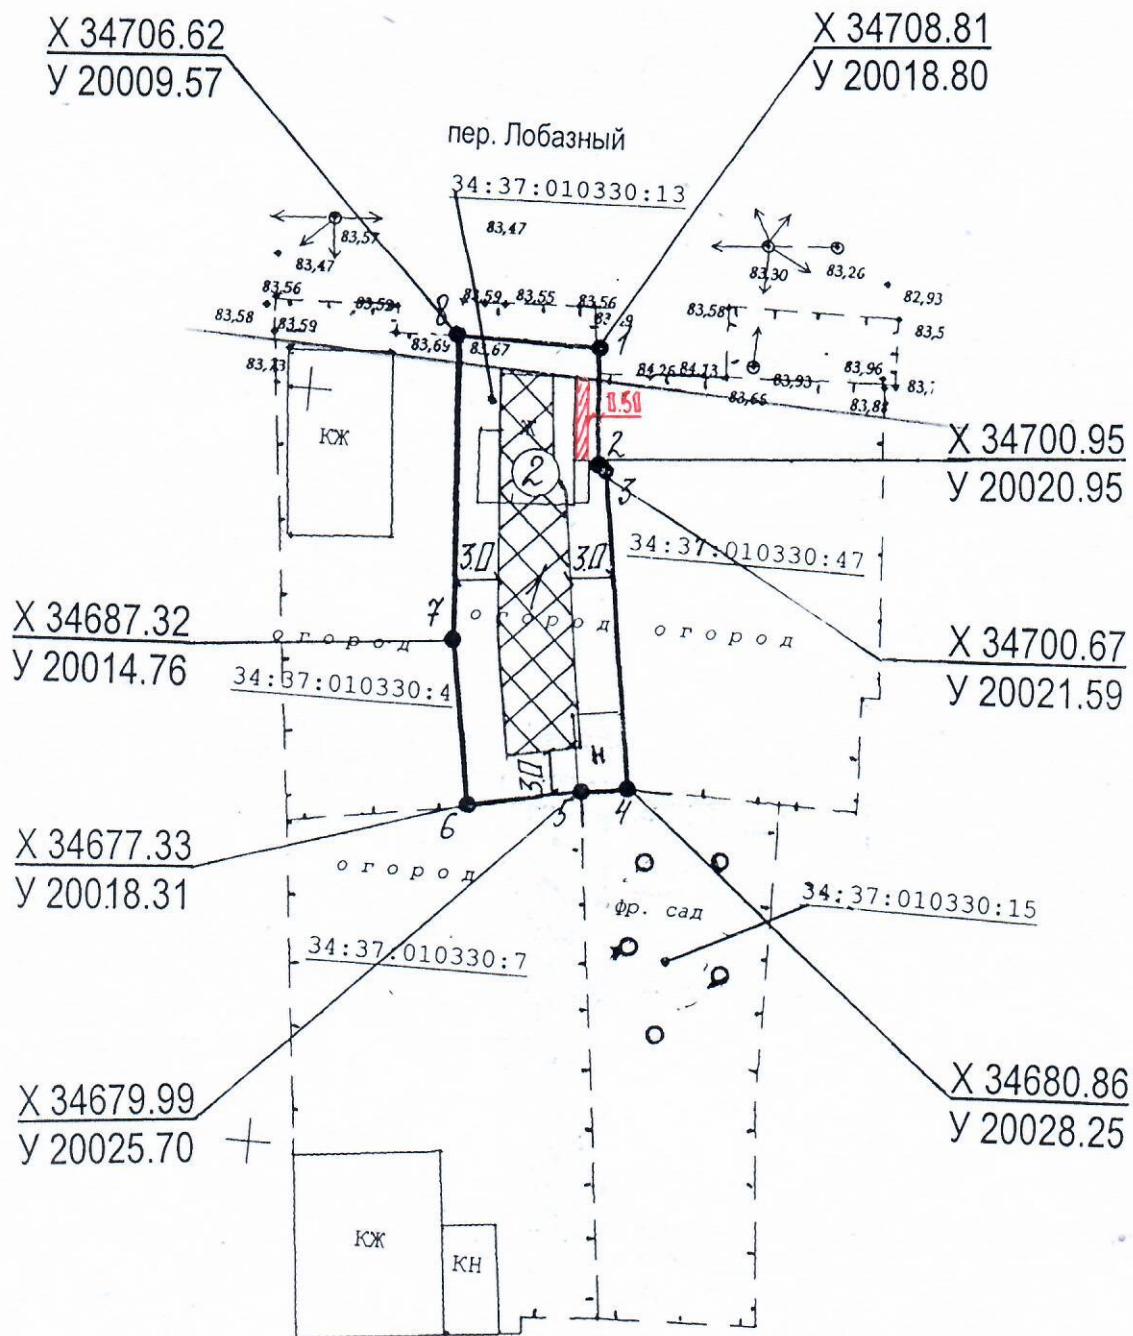 X 34706.62
У 20009.57
X 34708.81
У 20018.80
пер. Лобазный
34:37:010330:13
83,47
83,57
83,47
83,30
83,26
83,56
83,59
83,59
83,55
83,56
83,58
82,93
83,58
83,59
8
1
83,69
83,67
84,26
84,13
83,93
83,96
83,66
83,88
КЖ
Ж
2
2
3
X 34700.95
У 20020.95
3.0
3.0
34:37:010330:47
1
X 34687.32
У 20014.76
7
огород
огород
огород
X 34700.67
У 20021.59
34:37:010330:4
Н
3.0
6
5
4
X 34677.33
У 20018.31
огород
фр. сад
34:37:010330:15
34:37:010330:7
X 34679.99
У 20025.70
X 34680.86
У 20028.25
КЖ
КН